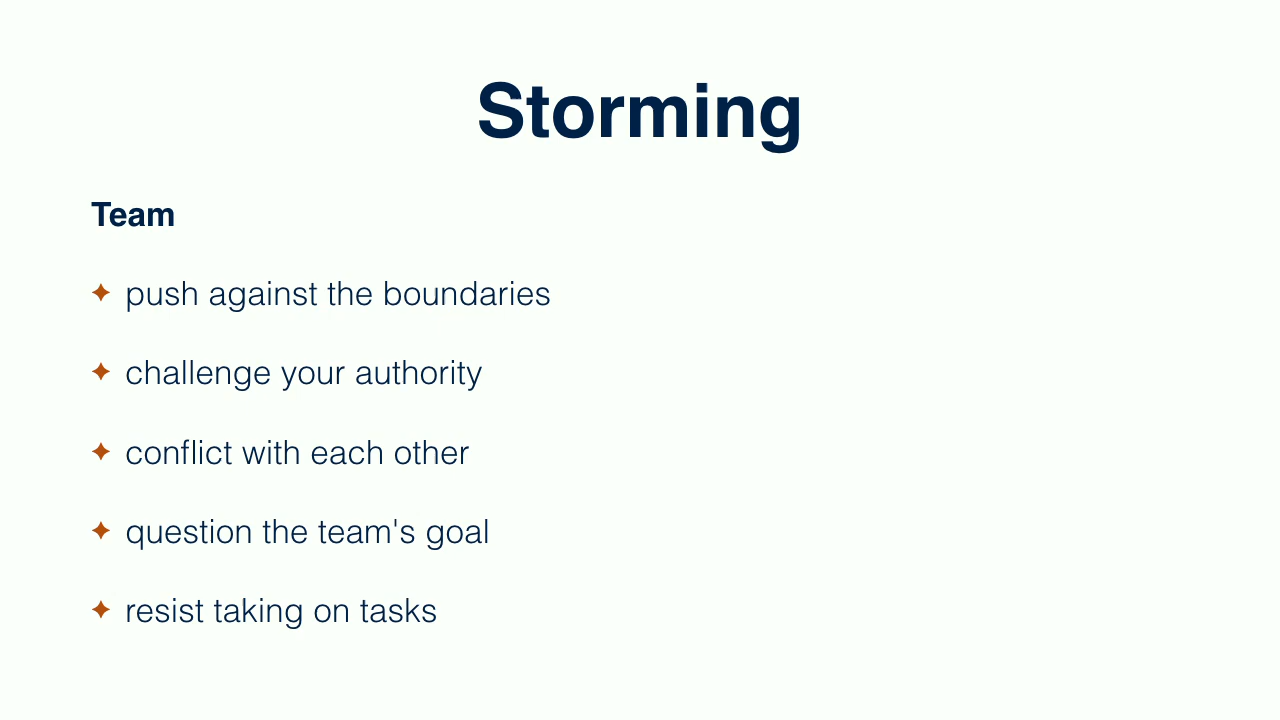 Storming
Team
✦ push against the boundaries
✦ challenge your authority
✦ conflict with each other
✦ question the team's goal
✦ resist taking on tasks